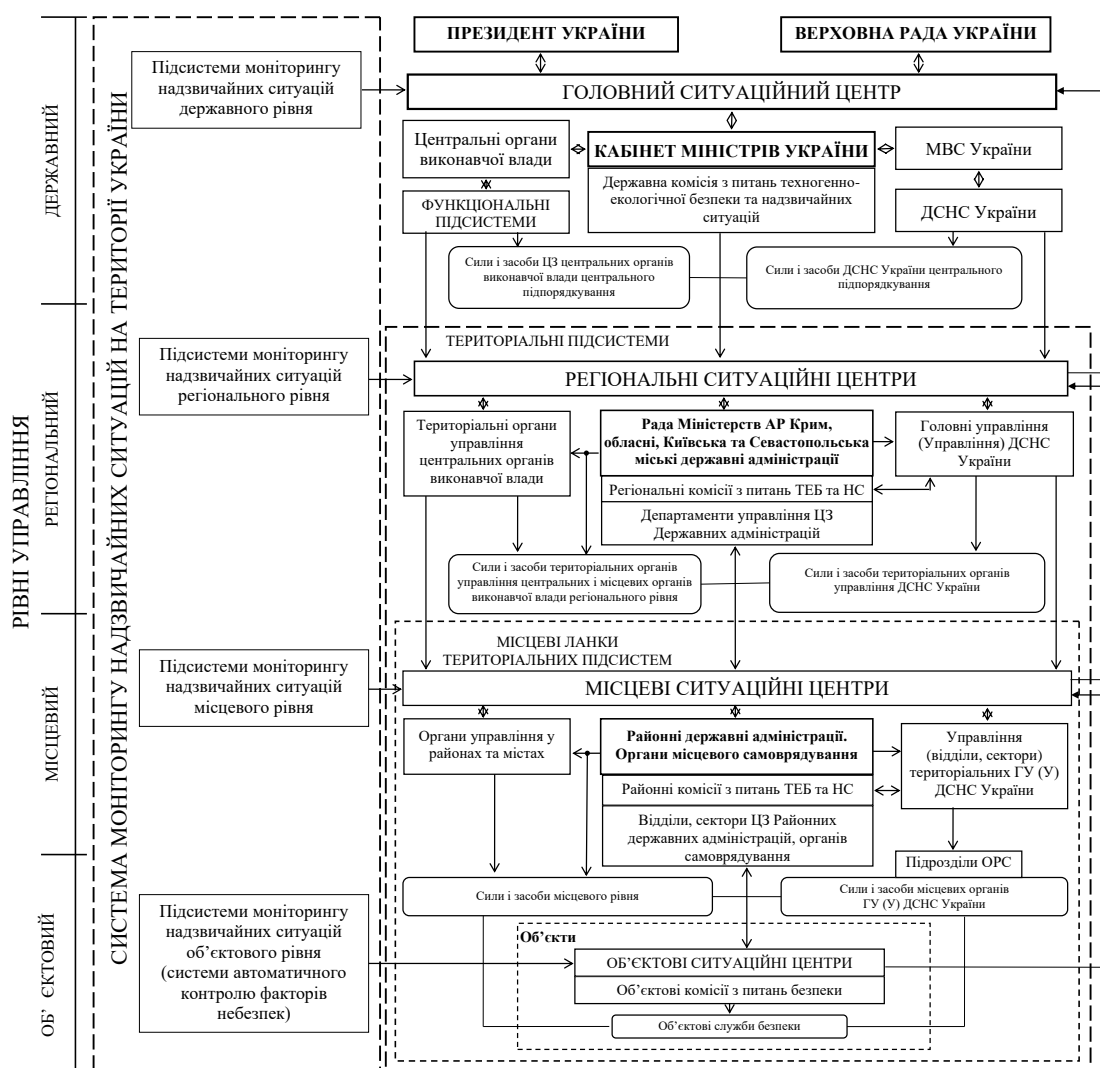 РІВНІ УПРАВЛІННЯ
ДЕРЖАВНИЙ
РЕГІОНАЛЬНИЙ
МІСЦЕВИЙ
ОБ’ ЄКТОВИЙ
СИСТЕМА МОНІТОРИНГУ НАДЗВИЧАЙНИХ СИТУАЦІЙ НА ТЕРИТОРІЇ УКРАЇНИ
Підсистеми моніторингу
надзвичайних ситуацій
державного рівня
ПРЕЗИДЕНТ УКРАЇНИ
ВЕРХОВНА РАДА УКРАЇНИ
ГОЛОВНИЙ СИТУАЦІЙНИЙ ЦЕНТР
Центральні органи
виконавчої влади
КАБІНЕТ МІНІСТРІВ УКРАЇНИ
МВС України
ФУНКЦІОНАЛЬНІ
ПІДСИСТЕМИ
Державна комісія з питань техногенно-
екологічної безпеки та надзвичайних
ситуацій
ДСНС України
Сили і засоби ЦЗ центральних органів
виконавчої влади центрального
підпорядкування
Сили і засоби ДСНС України центрального
підпорядкування
ТЕРИТОРІАЛЬНІ ПІДСИСТЕМИ
Підсистеми моніторингу
надзвичайних ситуацій
регіонального рівня
РЕГІОНАЛЬНІ СИТУАЦІЙНІ ЦЕНТРИ
Територіальні органи
управління
центральних органів
виконавчої влади
Рада Міністерств АР Крим,
обласні, Київська та Севастопольська
міські державні адміністрації
Головні управління
(Управління) ДСНС
України
Регіональні комісії з питань ТЕБ та НС
Департаменти управління ЦЗ
Державних адміністрацій
Сили і засоби територіальних органів
управління центральних і місцевих органів
виконавчої влади регіонального рівня
Сили і засоби територіальних органів
управління ДСНС України
МІСЦЕВІ ЛАНКИ
ТЕРИТОРІАЛЬНИХ ПІДСИСТЕМ
Підсистеми моніторингу
надзвичайних ситуацій
місцевого рівня
МІСЦЕВІ СИТУАЦІЙНІ ЦЕНТРИ
Органи управління у
районах та містах
Районні державні адміністрації.
Органи місцевого самоврядування
Управління
(відділи, сектори)
територіальних ГУ (У)
ДСНС України
Районні комісії з питань ТЕБ та НС
Відділи, сектори ЦЗ Районних
державних адміністрацій, органів
самоврядування
Підрозділи ОРС
Сили і засоби місцевого рівня
Сили і засоби місцевих органів
ГУ (У) ДСНС України
Підсистеми моніторингу
надзвичайних ситуацій
об’єктового рівня
(системи автоматичного
контролю факторів
небезпек)
Об’єкти
ОБ’ЄКТОВІ СИТУАЦІЙНІ ЦЕНТРИ
Об’єктові комісії з питань безпеки
Об’єктові служби безпеки